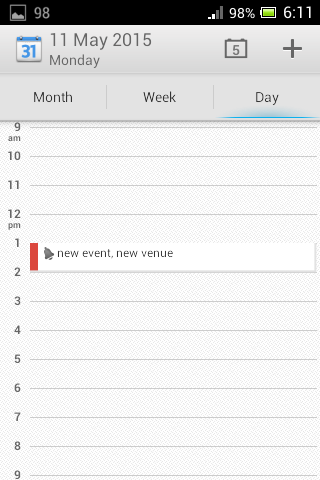 98 98% 6:11
31 11 May 2015 5 +
Monday
Month Week Day
9
am
10
11
12
pm
1
new event, new venue
2
3
4
5
6
7
8
9